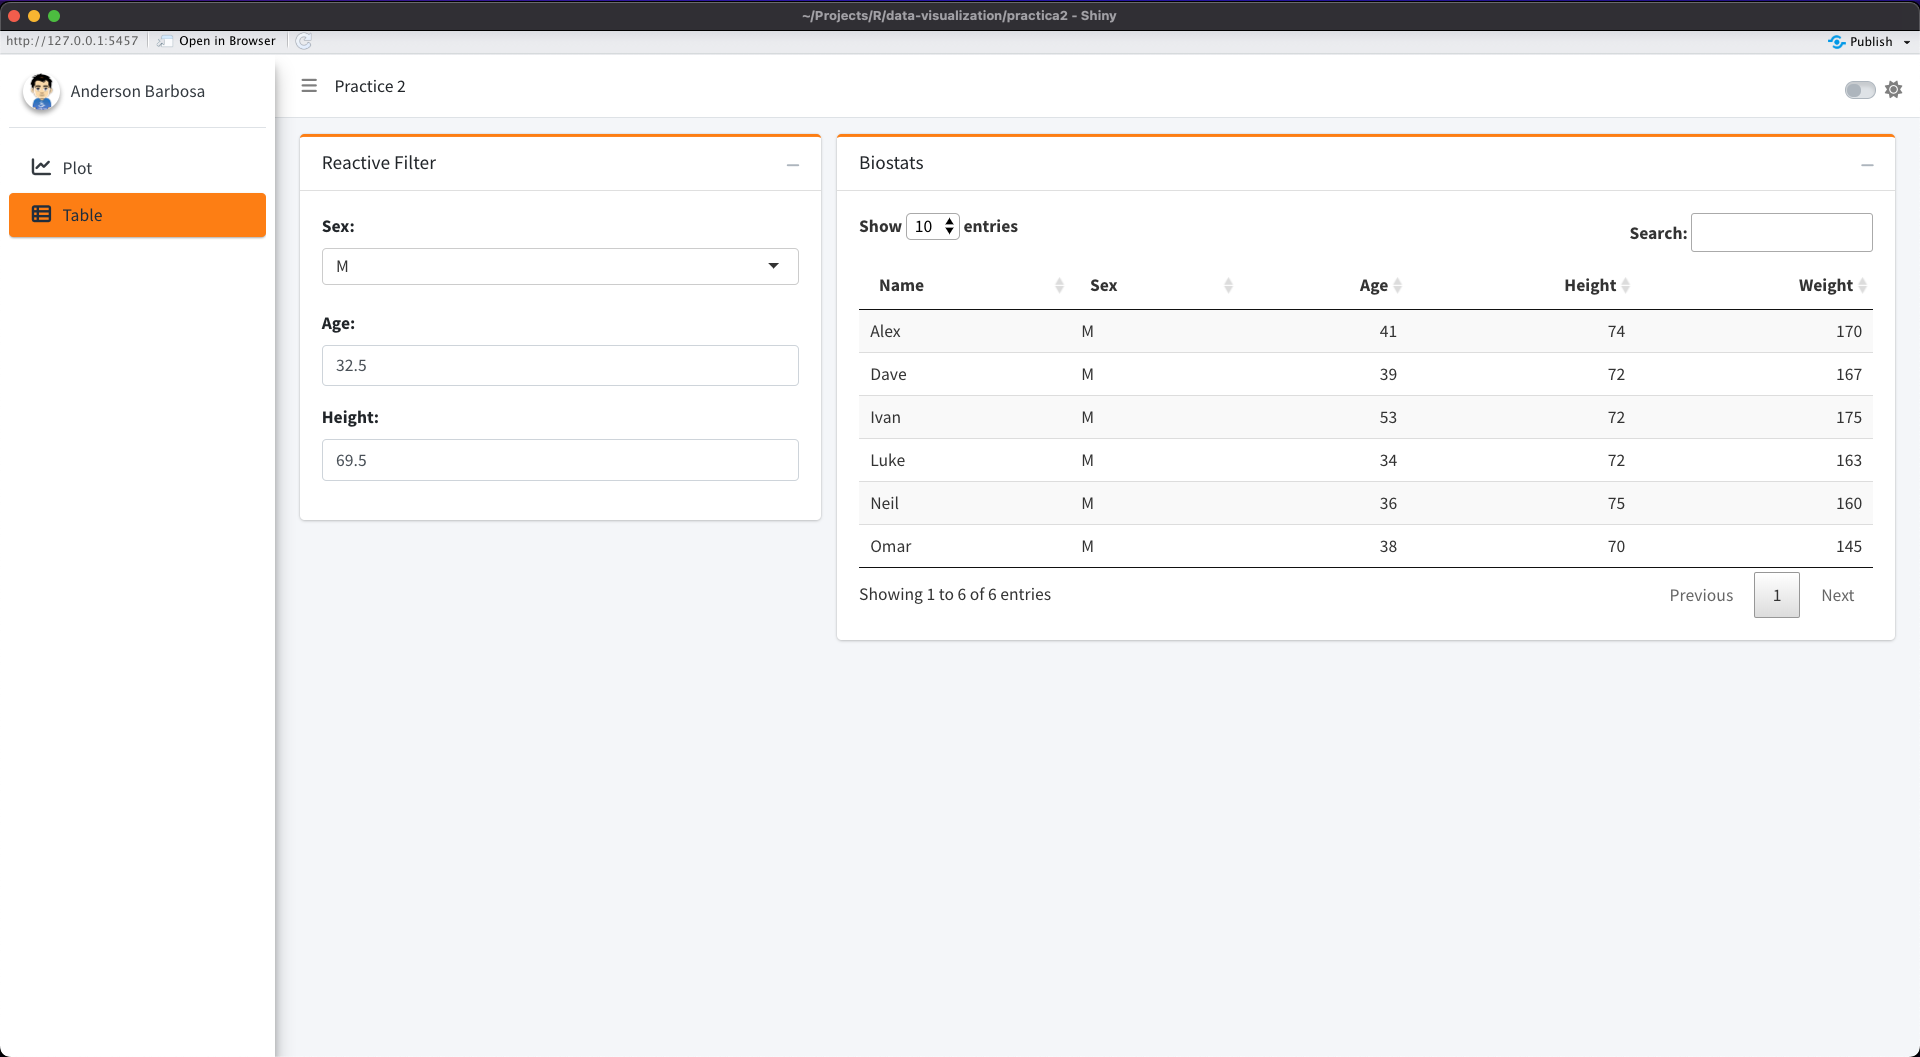 ~/Projects/R/data-visualization/practica2 - Shiny
http://127.0.0.1:5457 Open in Browser Publish
Anderson Barbosa
Practice 2
Plot
Table
Reactive Filter
Sex:
M
Age:
32.5
Height:
69.5
Biostats
Show 10 entries
Search:
Name Sex Age Height Weight
Alex M 41 74 170
Dave M 39 72 167
Ivan M 53 72 175
Luke M 34 72 163
Neil M 36 75 160
Omar M 38 70 145
Showing 1 to 6 of 6 entries
Previous 1 Next